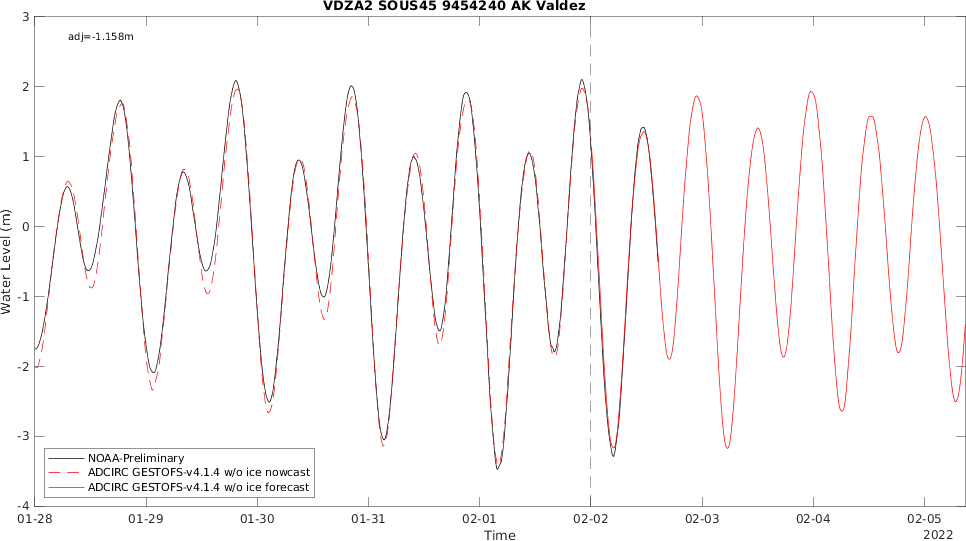 VDZA2 SOUS45 9454240 AK Valdez
adj=-1.158m
3
2
1
0
-1
-2
-3
-4
Water Level (m)
NOAA-Preliminary
ADCIRC GESTOFS-v4.1.4 w/o ice nowcast
ADCIRC GESTOFS-v4.1.4 w/o ice forecast
01-28 01-29 01-30 01-31 02-01 02-02 02-03 02-04 02-05
Time
2022